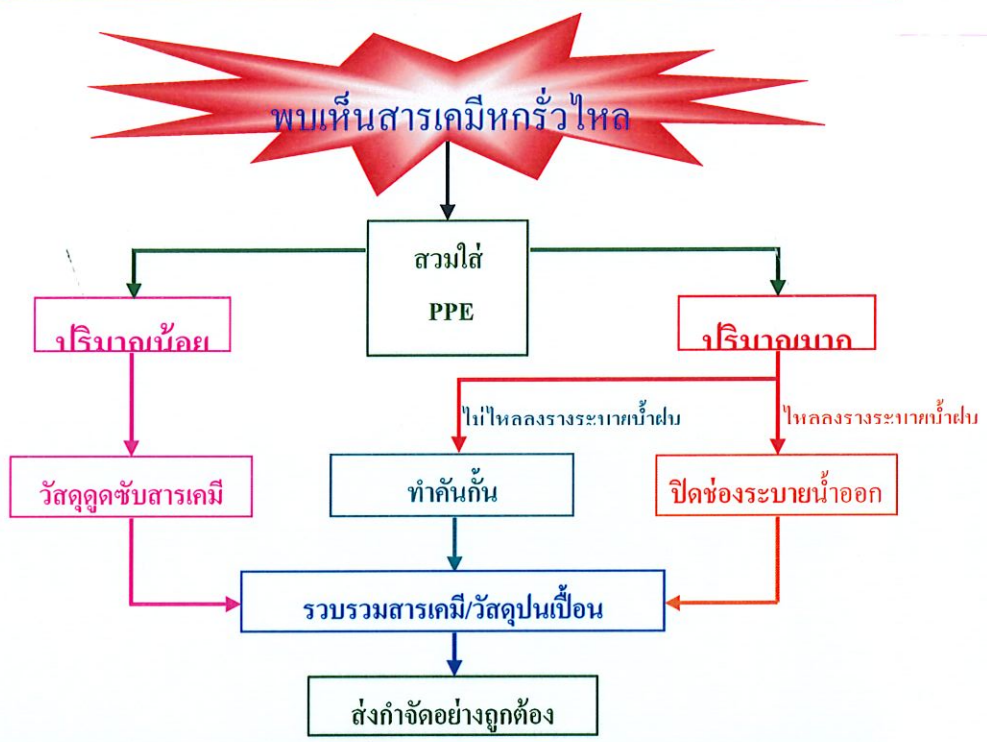 พบเห็นสารเคมีหกรั่วไหล
สวมใส่
PPE
ปริมาณน้อย
ปริมาณมาก
ไม่ไหลลงรางระบายน้ำฝน
ไหลลงรางระบายน้ำฝน
วัสดุดูดซับสารเคมี
ทำคันกั้น
ปิดช่องระบายน้ำออก
รวบรวมสารเคมี/วัสดุปนเปื้อน
ส่งกำจัดอย่างถูกต้อง